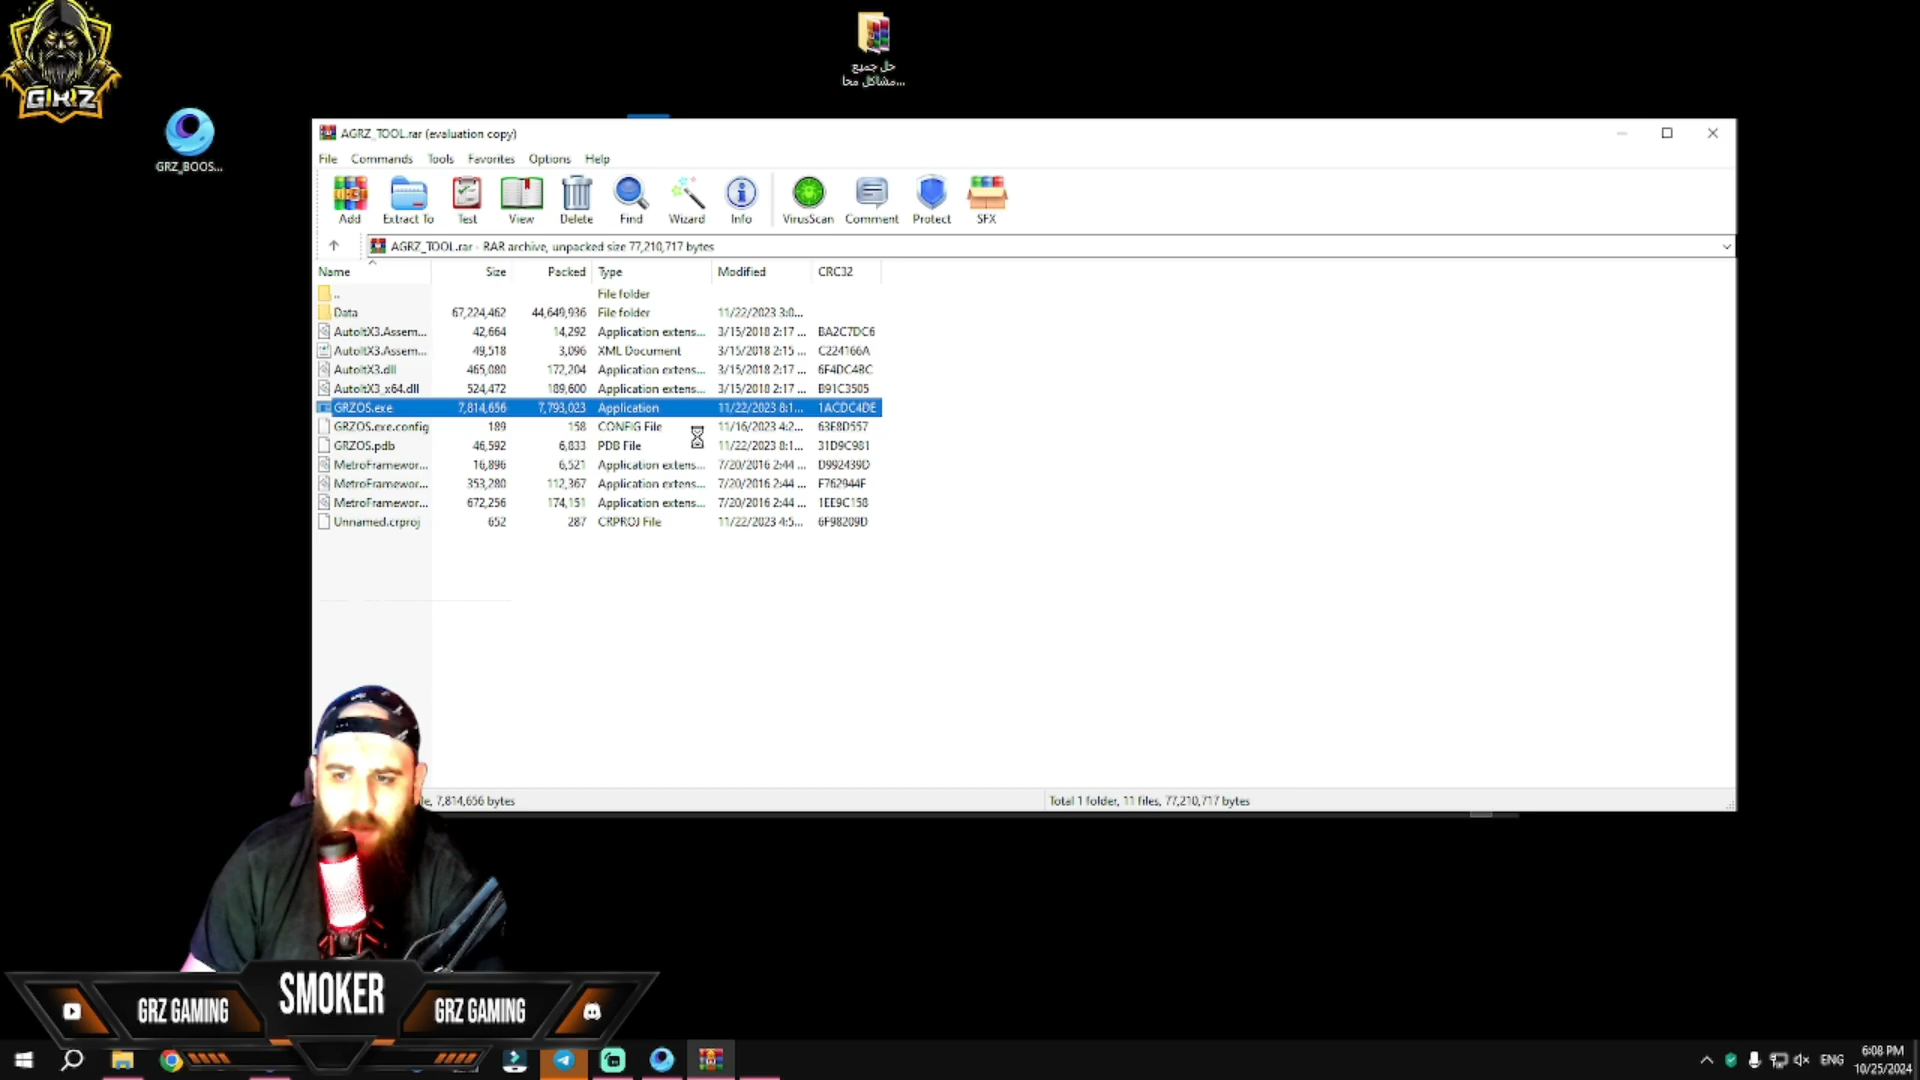 GRZ
GRZ_BOOS...
حل جميع
مشاكل محا...
AGRZ_TOOL.rar (evaluation copy)
File Commands Tools Favorites Options Help
Add Extract To Test View Delete Find Wizard Info VirusScan Comment Protect SFX
AGRZ_TOOL.rar - RAR archive, unpacked size 77,210,717 bytes
Name Size Packed Type Modified CRC32
.. File folder
Data 67,224,462 44,649,936 File folder 11/22/2023 3:0...
AutoItX3.Assem... 42,664 14,292 Application extens... 3/15/2018 2:17 ... BA2C7DC6
AutoItX3.Assem... 49,518 3,096 XML Document 3/15/2018 2:15 ... C224166A
AutoItX3.dll 465,080 172,204 Application extens... 3/15/2018 2:17 ... 6F4DC4BC
AutoItX3_x64.dll 524,472 189,600 Application extens... 3/15/2018 2:17 ... B91C3505
GRZOS.exe 7,814,656 7,793,023 Application 11/22/2023 8:1... 1ACDC4DE
GRZOS.exe.config 189 158 CONFIG File 11/16/2023 4:2... 63E8D557
GRZOS.pdb 46,592 6,833 PDB File 11/22/2023 8:1... 31D9C981
MetroFramewor... 16,896 6,521 Application extens... 7/20/2016 2:44 ... D992439D
MetroFramewor... 353,280 112,367 Application extens... 7/20/2016 2:44 ... F762944F
MetroFramewor... 672,256 174,151 Application extens... 7/20/2016 2:44 ... 1EE9C158
Unnamed.crproj 652 287 CRPROJ File 11/22/2023 4:5... 6F98209D
le, 7,814,656 bytes
Total 1 folder, 11 files, 77,210,717 bytes
GRZ GAMING SMOKER GRZ GAMING
ENG
6:08 PM
10/25/2024